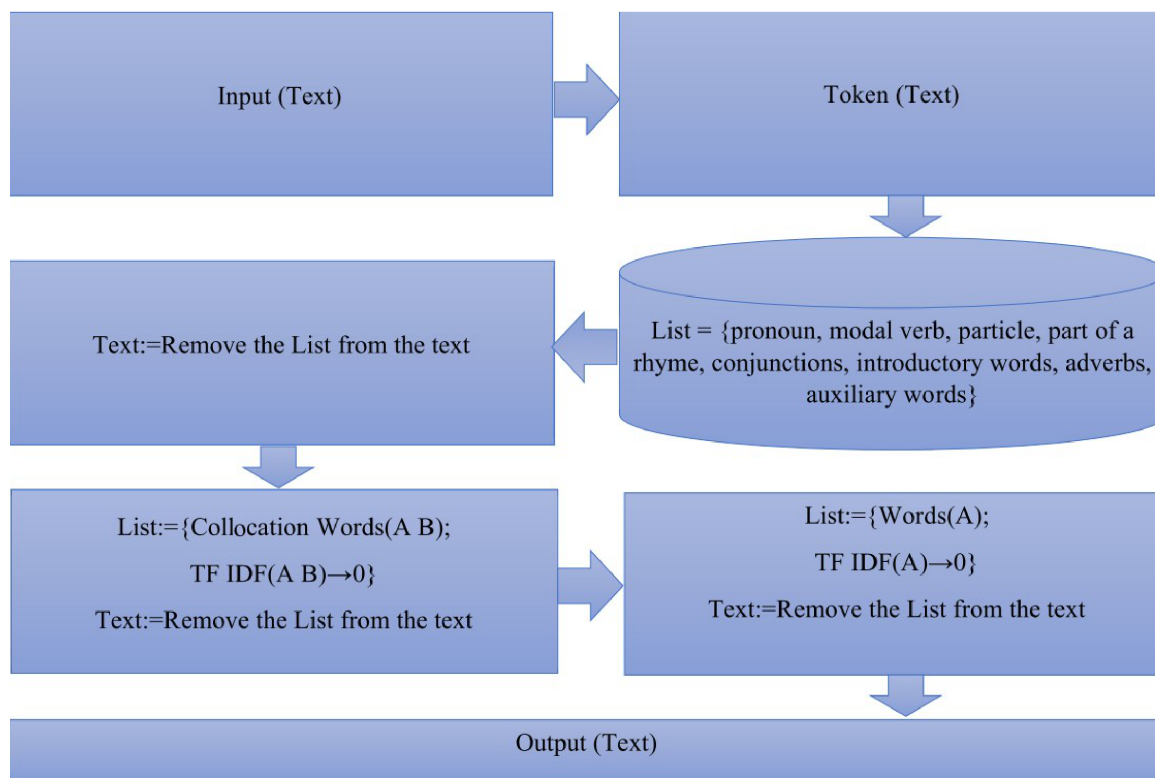 Input (Text)
Token (Text)
List = {pronoun, modal verb, particle, part of a
rhyme, conjunctions, introductory words, adverbs,
auxiliary words}
Text:=Remove the List from the text
List:={Collocation Words(A B);
TF IDF(A B)→0}
Text:=Remove the List from the text
List:={Words(A);
TF IDF(A)→0}
Text:=Remove the List from the text
Output (Text)